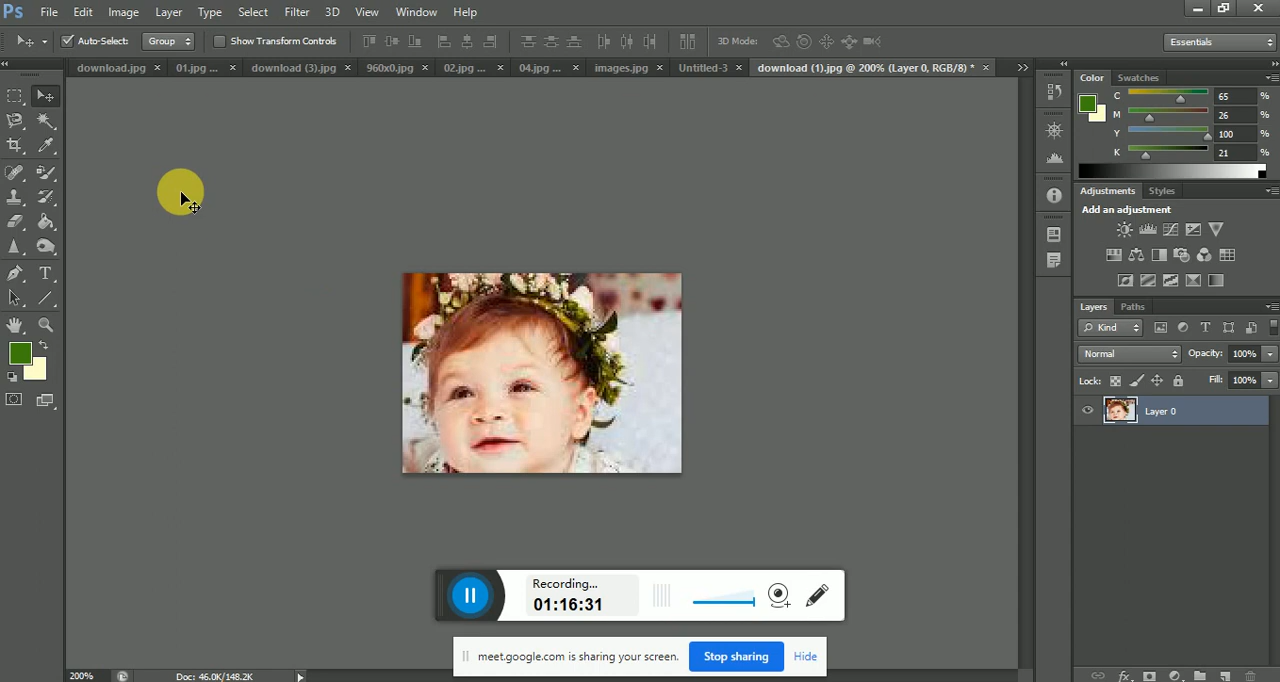 Ps File Edit Image Layer Type Select Filter 3D View Window Help
Auto-Select: Group Show Transform Controls 3D Mode: Essentials
download.jpg × 01.jpg ... × download (3).jpg × 960x0.jpg × 02.jpg ... × 04.jpg ... × images.jpg × Untitled-3 × download (1).jpg @ 200% (Layer 0, RGB/8) * × >>
Color Swatches
C 65 %
M 26 %
Y 100 %
K 21 %
Adjustments Styles
Add an adjustment
Layers Paths
Kind
Normal Opacity: 100%
Lock: Fill: 100%
Layer 0
Recording...
01:16:31
meet.google.com is sharing your screen. Stop sharing Hide
200% Doc: 46.0K/148.2K